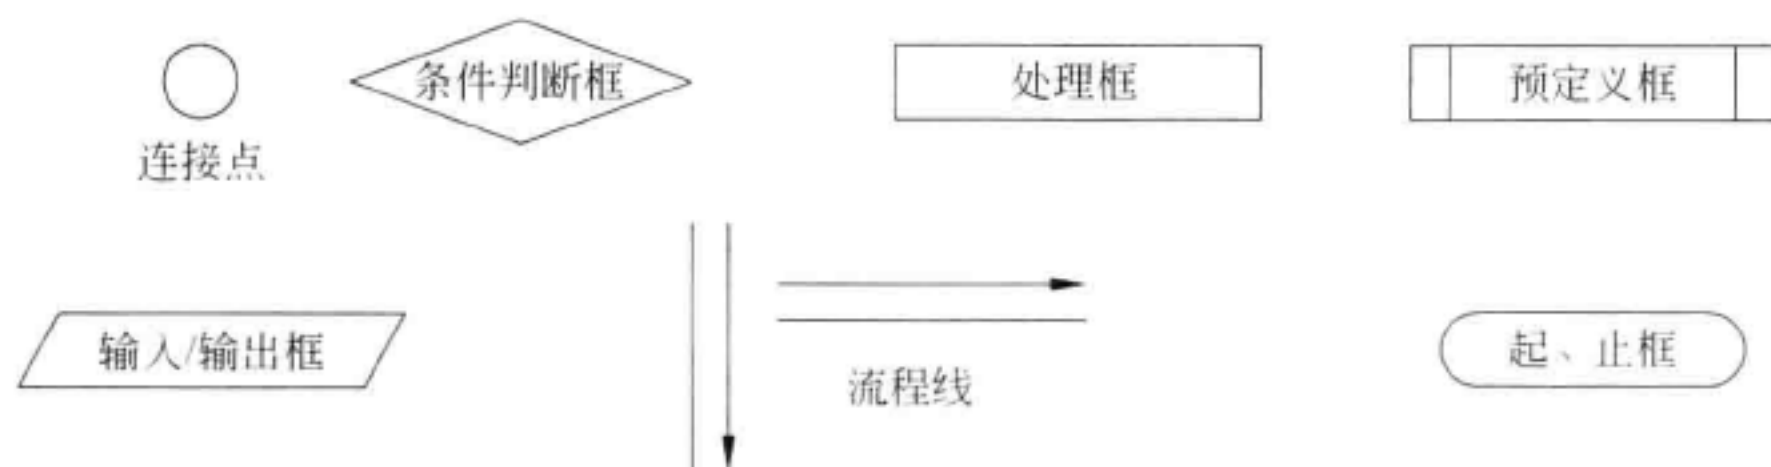 条件判断框
处理框
预定义框
连接点
输入/输出框
流程线
起、止框